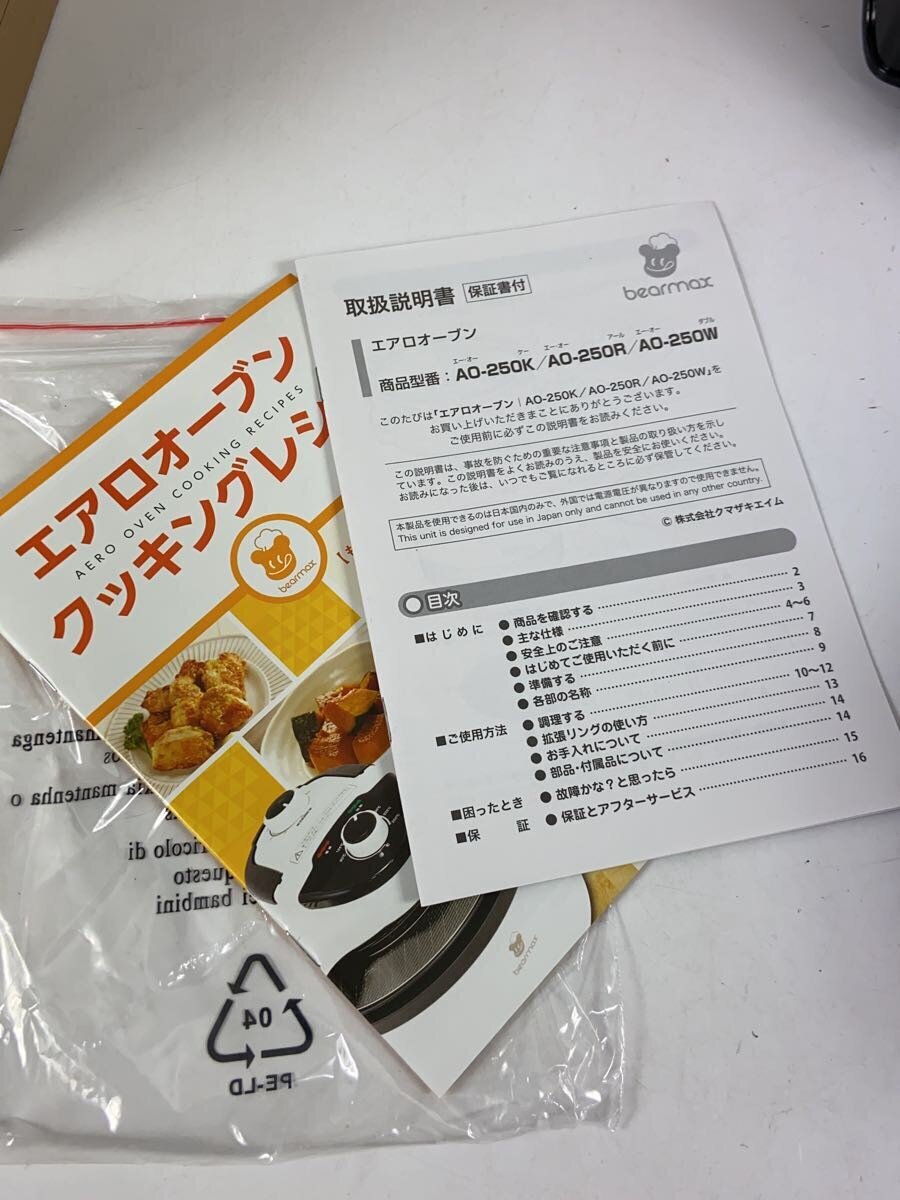 bearmax
取扱説明書 保証書付
エアロオーブン
エー・オー ケー エー・オー アール エー・オー ダブル
商品型番：AO-250K／AO-250R／AO-250W
このたびは「エアロオーブン｜AO-250K／AO-250R／AO-250W」を
お買い上げいただきまことにありがとうございます。
ご使用前に必ずこの説明書をお読みください。
この説明書は、事故を防ぐための重要な注意事項と製品の取り扱い方を示し
ています。この説明書をよくお読みのうえ、製品を安全にお使いください。
お読みになった後は、いつでもご覧になれるところに必ず保管してください。
本製品を使用できるのは日本国内のみで、外国では電源電圧が異なりますので使用できません。
This unit is designed for use in Japan only and cannot be used in any other country.
© 株式会社クマザキエイム
目次
■はじめに ●商品を確認する 2
●主な仕様 3
●安全上のご注意 4〜6
●はじめてご使用いただく前に 7
●準備する 8
●各部の名称 9
■ご使用方法 ●調理する 10〜12
●拡張リングの使い方 13
●お手入れについて 14
●部品・付属品について 14
■困ったとき ●故障かな？と思ったら 15
■保証 ●保証とアフターサービス 16
エアロオーブン
AERO OVEN COOKING RECIPES
クッキングレシ
bearmax
bearmax
mantenga
mantenha o
ricolo di
questo
ei bambini
04
PE-LD